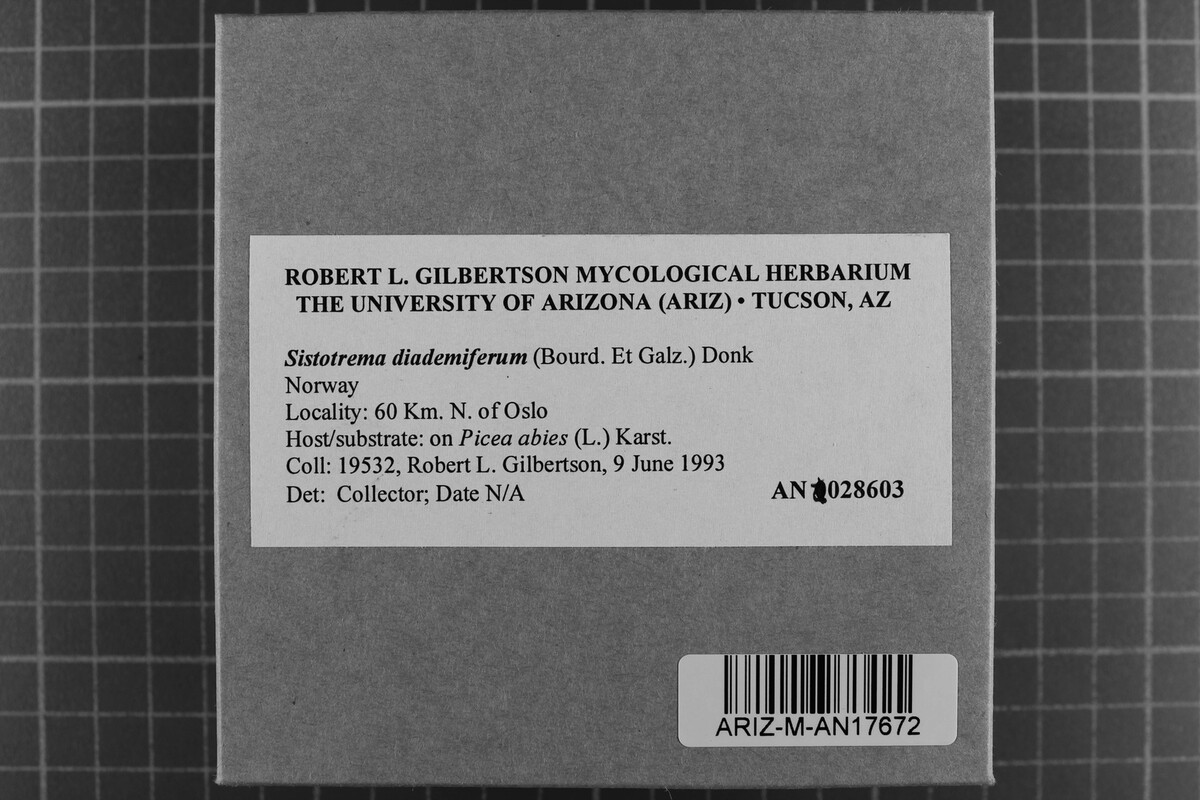 ROBERT L. GILBERTSON MYCOLOGICAL HERBARIUM
THE UNIVERSITY OF ARIZONA (ARIZ) • TUCSON, AZ
Sistotrema diademiferum (Bourd. Et Galz.) Donk
Norway
Locality: 60 Km. N. of Oslo
Host/substrate: on Picea abies (L.) Karst.
Coll: 19532, Robert L. Gilbertson, 9 June 1993
Det: Collector; Date N/A
AN 028603
ARIZ-M-AN17672